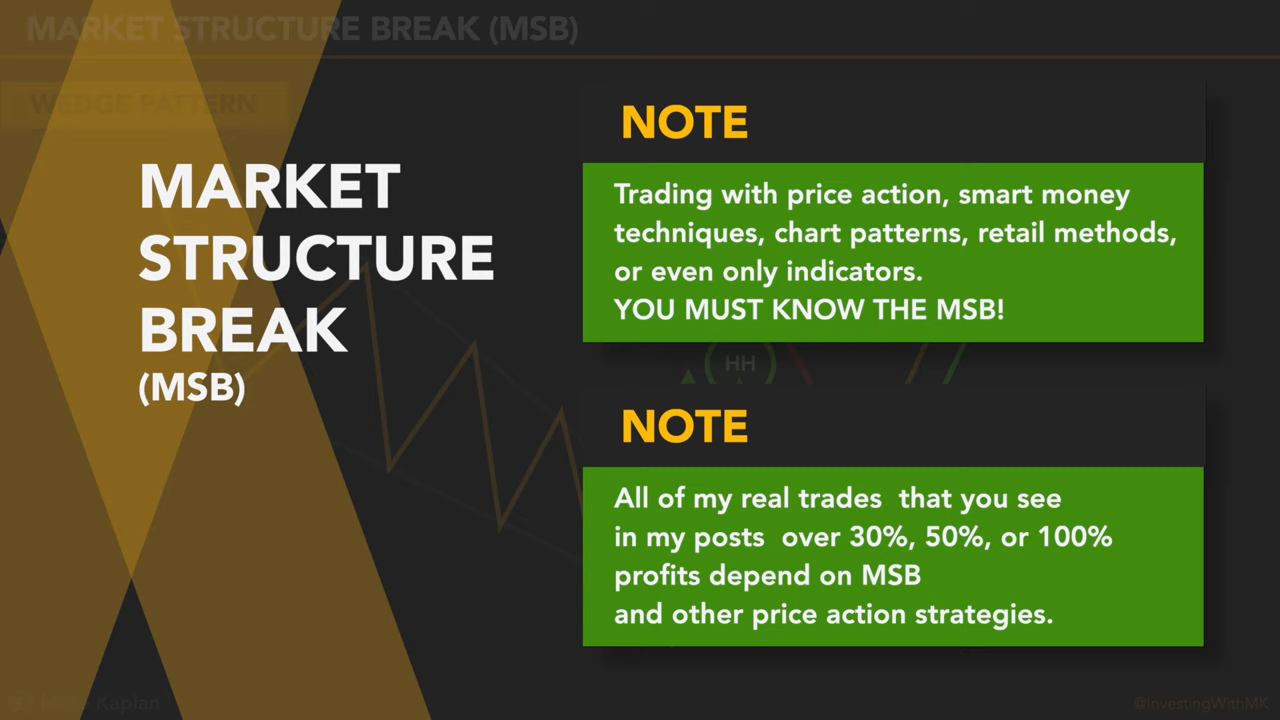 MARKET STRUCTURE BREAK (MSB)
WEDGE PATTERN
MARKET
STRUCTURE
BREAK
(MSB)
NOTE
Trading with price action, smart money
techniques, chart patterns, retail methods,
or even only indicators.
YOU MUST KNOW THE MSB!
HH
NOTE
All of my real trades that you see
in my posts over 30%, 50%, or 100%
profits depend on MSB
and other price action strategies.
Kaplan
@InvestingWithMK